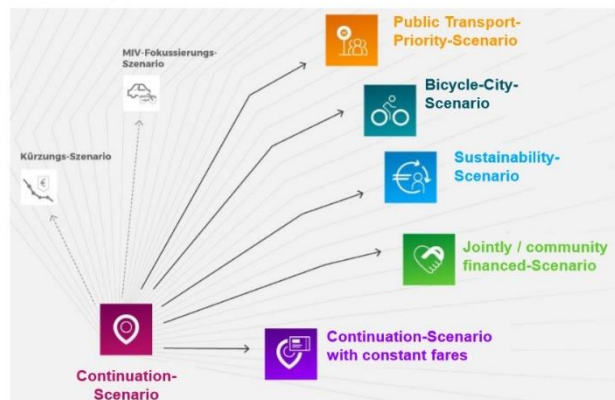 Public Transport-
Priority-Scenario
MIV-Fokussierungs-
Szenario
Bicycle-City-
Scenario
Kürzungs-Szenario
Sustainability-
Scenario
Jointly / community
financed-Scenario
Continuation-Scenario
with constant fares
Continuation-
Scenario